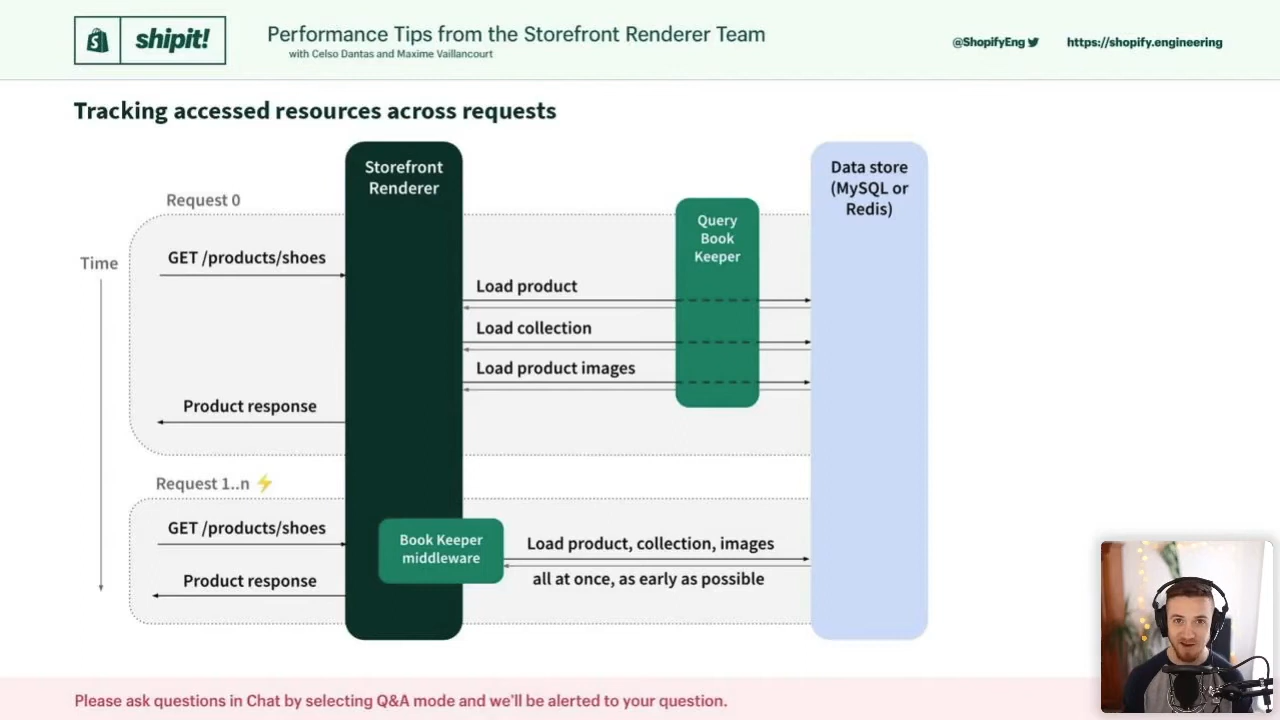 shipit!
Performance Tips from the Storefront Renderer Team
with Celso Dantas and Maxime Vaillancourt
@ShopifyEng
https://shopify.engineering
Tracking accessed resources across requests
Storefront
Renderer
Data store
(MySQL or
Redis)
Request 0
Query
Book
Keeper
Time
GET /products/shoes
Load product
Load collection
Load product images
Product response
Request 1..n ⚡
GET /products/shoes
Book Keeper
middleware
Load product, collection, images
all at once, as early as possible
Product response
Please ask questions in Chat by selecting Q&A mode and we'll be alerted to your question.